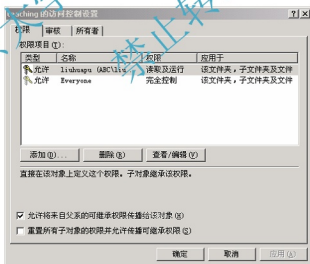 caching 的访问控制设置
权限 审核 所有者
权限项目(T):
类型 名称 权限 应用于
允许 liuhuapu (ABC\liu 读取及运行 该文件夹，子文件夹及文件
允许 Everyone 完全控制 该文件夹，子文件夹及文件
添加(D)... 删除(R) 查看/编辑(V)
直接在该对象上定义这个权限。子对象继承该权限。
允许将来自父系的可继承权限传播给该对象(H)
重置所有子对象的权限并允许传播可继承权限(S)
确定 取消 应用(A)
禁止转